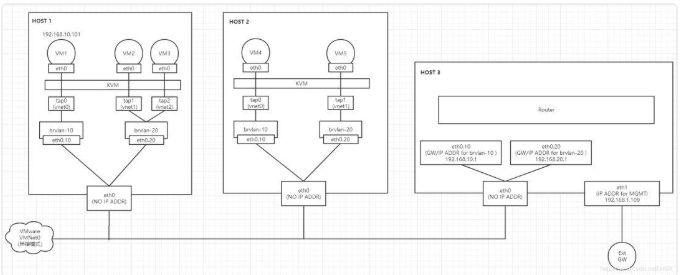 HOST 1
192.168.10.101
VM1
VM2
VM3
eth0
eth0
eth0
KVM
tap0
(vnet0)
tap1
(vnet1)
tap2
(vnet2)
brvlan-10
eth0.10
brvlan-20
eth0.20
eth0
(NO IP ADDR)
HOST 2
VM4
VM5
eth0
eth0
KVM
tap0
(vnet0)
tap1
(vnet1)
brvlan-10
eth0.10
brvlan-20
eth0.20
eth0
(NO IP ADDR)
HOST 3
Router
eth0.10
(GW/IP ADDR for brvlan-10 )
192.168.10.1
eth0.20
(GW/IP ADDR for brvlan-20 )
192.168.20.1
eth0
(NO IP ADDR)
eth1
(IP ADDR for MGMT)
192.168.1.109
VMware
VMNet0
Ext
GW